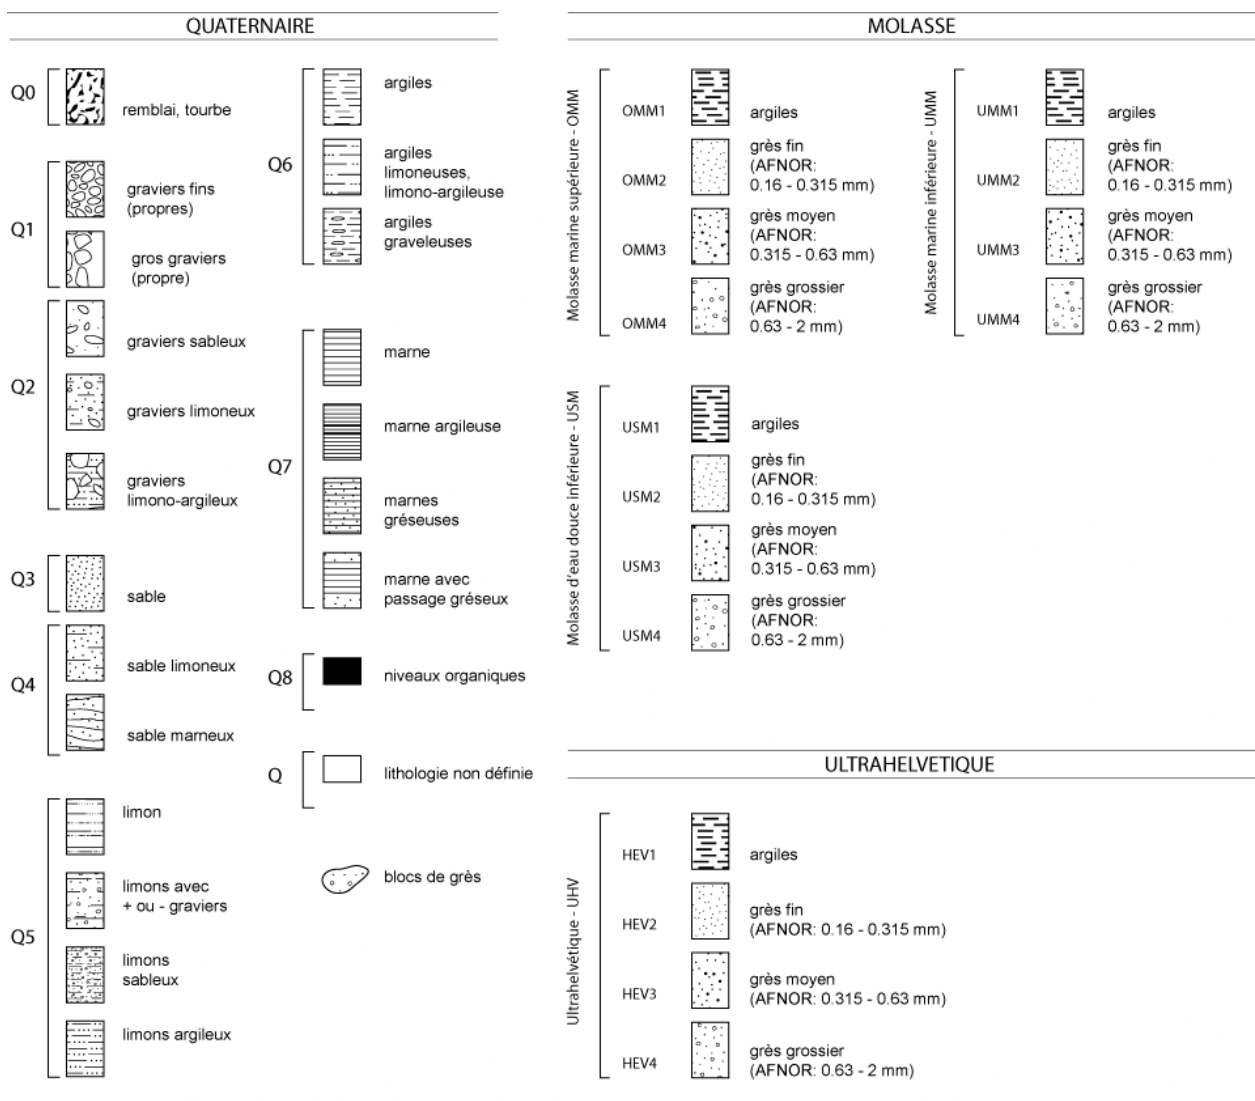 QUATERNAIRE
Q0
remblai, tourbe
Q1
graviers fins
(propres)
gros graviers
(propre)
Q2
graviers sableux
graviers limoneux
graviers
limono-argileux
Q3
sable
Q4
sable limoneux
sable marneux
Q5
limon
limons avec
+ ou - graviers
limons
sableux
limons argileux
Q6
argiles
argiles
limoneuses,
limono-argileuse
argiles
graveleuses
Q7
marne
marne argileuse
marnes
gréseuses
marne avec
passage gréseux
Q8
niveaux organiques
Q
lithologie non définie
blocs de grès
MOLASSE
Molasse marine supérieure - OMM
OMM1
argiles
OMM2
grès fin
(AFNOR:
0.16 - 0.315 mm)
OMM3
grès moyen
(AFNOR:
0.315 - 0.63 mm)
OMM4
grès grossier
(AFNOR:
0.63 - 2 mm)
Molasse marine inférieure - UMM
UMM1
argiles
UMM2
grès fin
(AFNOR:
0.16 - 0.315 mm)
UMM3
grès moyen
(AFNOR:
0.315 - 0.63 mm)
UMM4
grès grossier
(AFNOR:
0.63 - 2 mm)
Molasse d'eau douce inférieure - USM
USM1
argiles
USM2
grès fin
(AFNOR:
0.16 - 0.315 mm)
USM3
grès moyen
(AFNOR:
0.315 - 0.63 mm)
USM4
grès grossier
(AFNOR:
0.63 - 2 mm)
ULTRAHELVETIQUE
Ultrahelvétique - UHV
HEV1
argiles
HEV2
grès fin
(AFNOR: 0.16 - 0.315 mm)
HEV3
grès moyen
(AFNOR: 0.315 - 0.63 mm)
HEV4
grès grossier
(AFNOR: 0.63 - 2 mm)